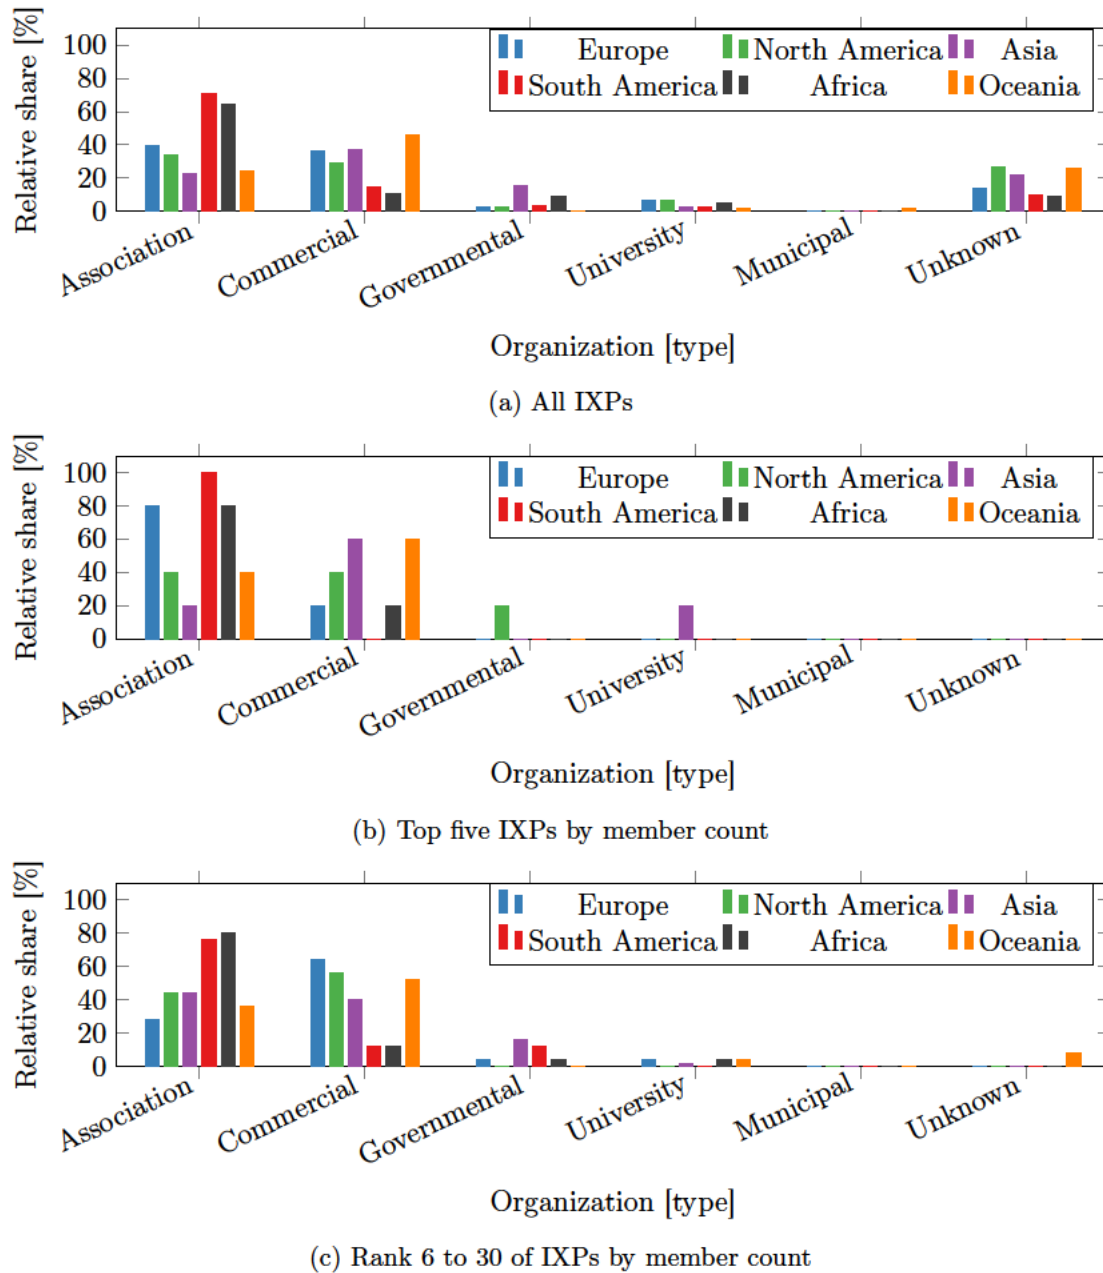 Relative share [%]
100
80
60
40
20
0
Europe North America Asia
South America Africa Oceania
Association Commercial Governmental University Municipal Unknown
Organization [type]
(a) All IXPs
Relative share [%]
100
80
60
40
20
0
Europe North America Asia
South America Africa Oceania
Association Commercial Governmental University Municipal Unknown
Organization [type]
(b) Top five IXPs by member count
Relative share [%]
100
80
60
40
20
0
Europe North America Asia
South America Africa Oceania
Association Commercial Governmental University Municipal Unknown
Organization [type]
(c) Rank 6 to 30 of IXPs by member count